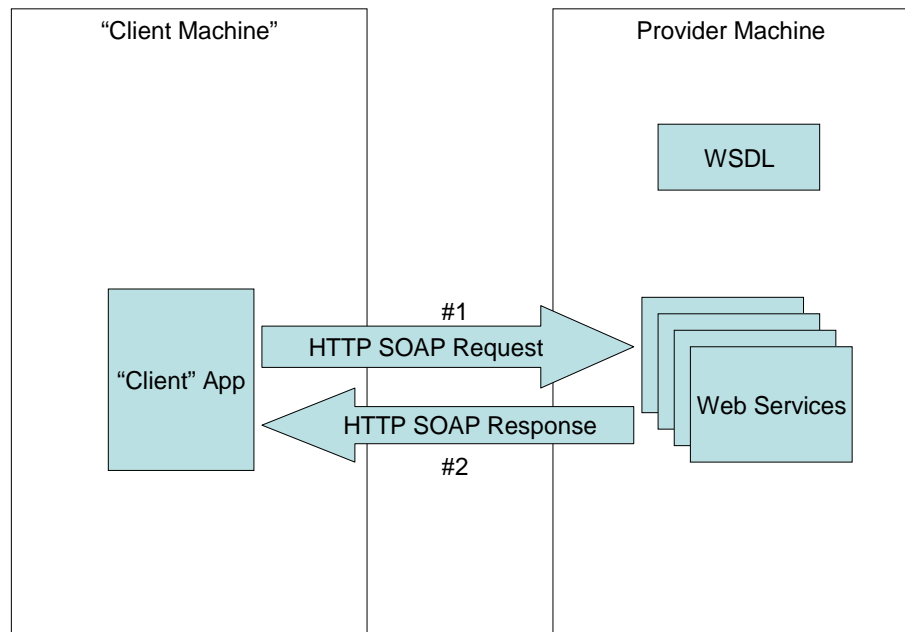 “Client Machine”
Provider Machine
WSDL
#1
HTTP SOAP Request
“Client” App
Web Services
HTTP SOAP Response
#2